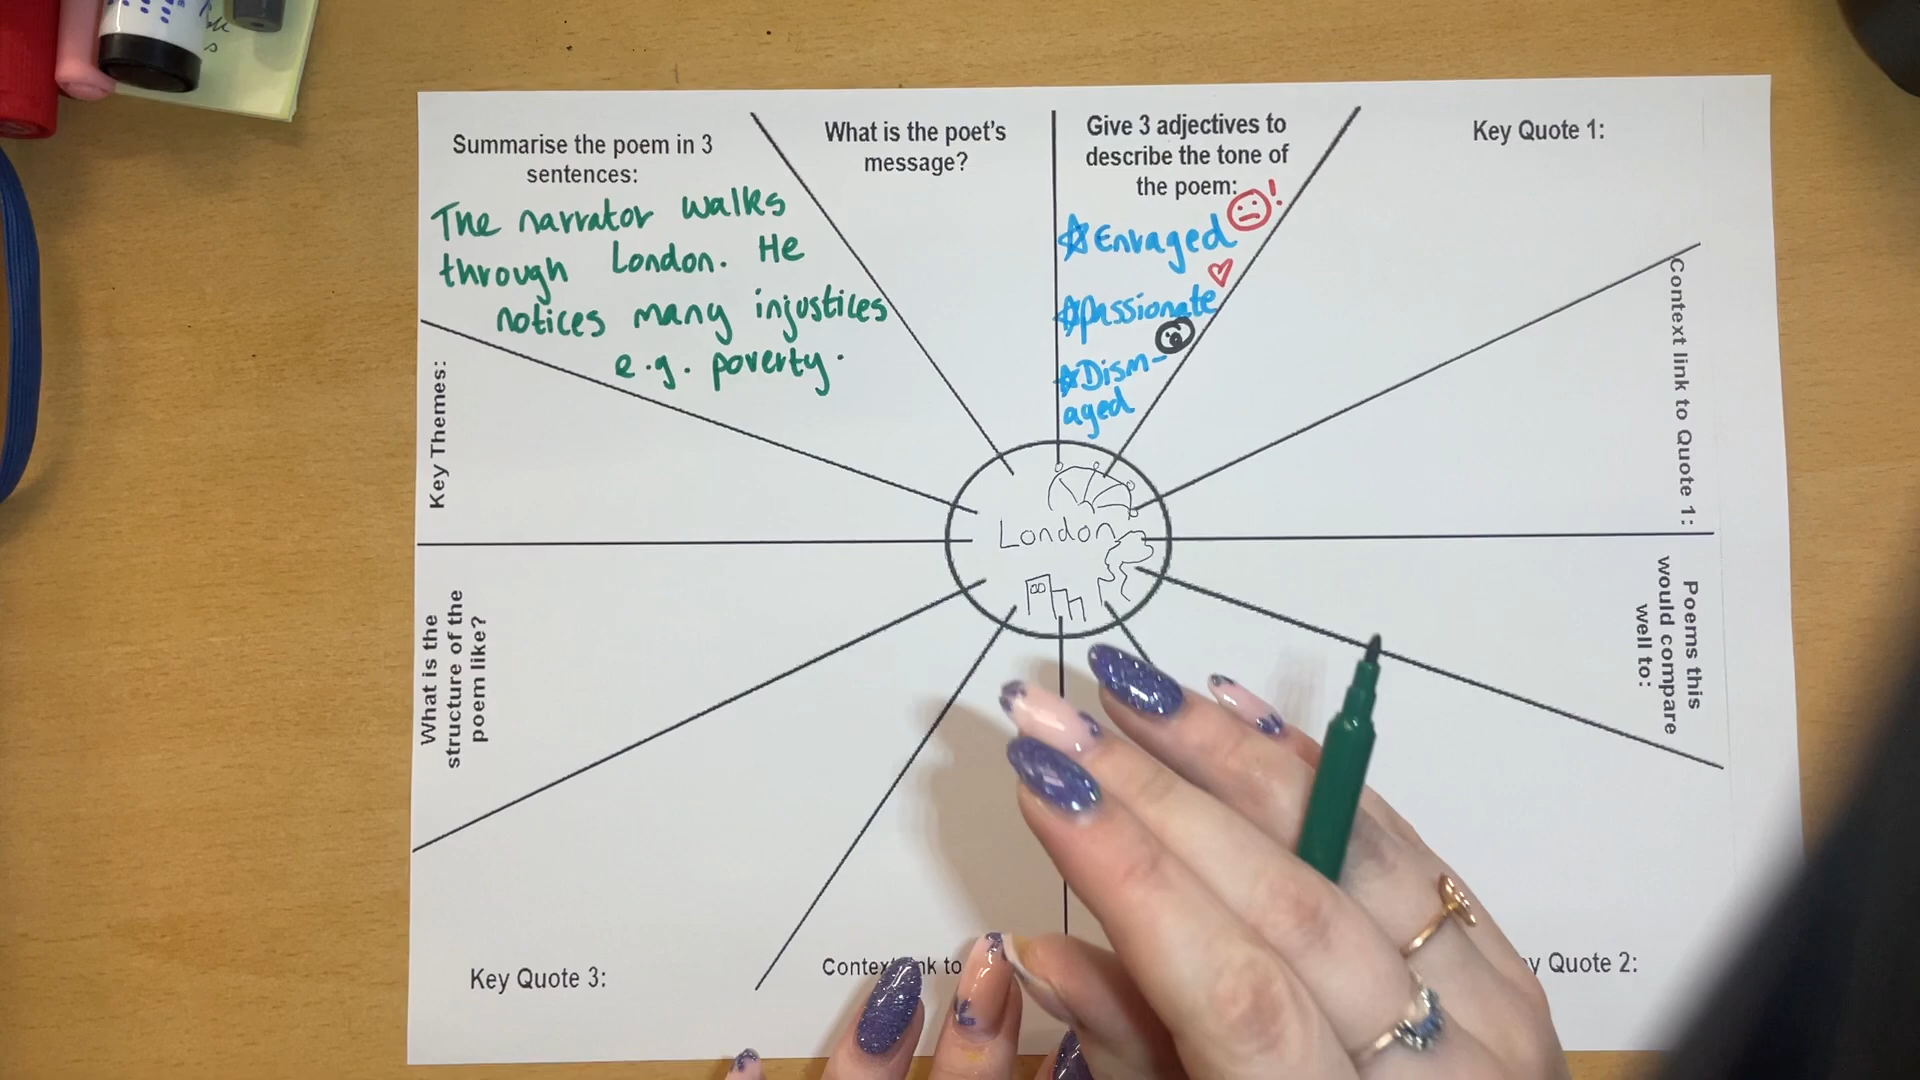 Summarise the poem in 3
sentences:
The narrator walks
through London. He
notices many injustices
e.g. poverty.
What is the poet's
message?
Give 3 adjectives to
describe the tone of
the poem:
Enraged
passionate
Dism-
aged
Key Quote 1:
Context link to Quote 1:
Poems this
would compare
well to:
Quote 2:
to
Key Quote 3:
What is the
structure of the
poem like?
Key Themes:
London